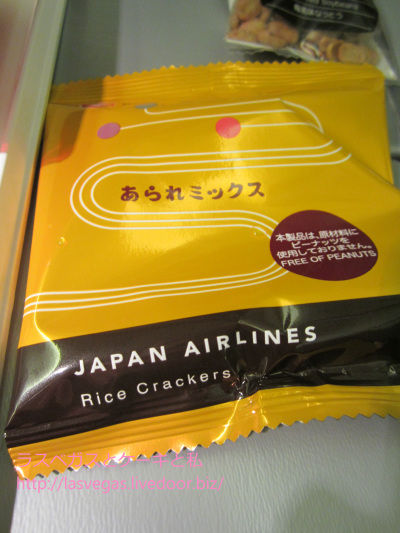 あられミックス
本製品は、原材料に
ピーナッツを
使用しておりません。
FREE OF PEANUTS
JAPAN AIRLINES
Rice Crackers
ラスベガスとケーキと私
http://lasvegas.livedoor.biz/